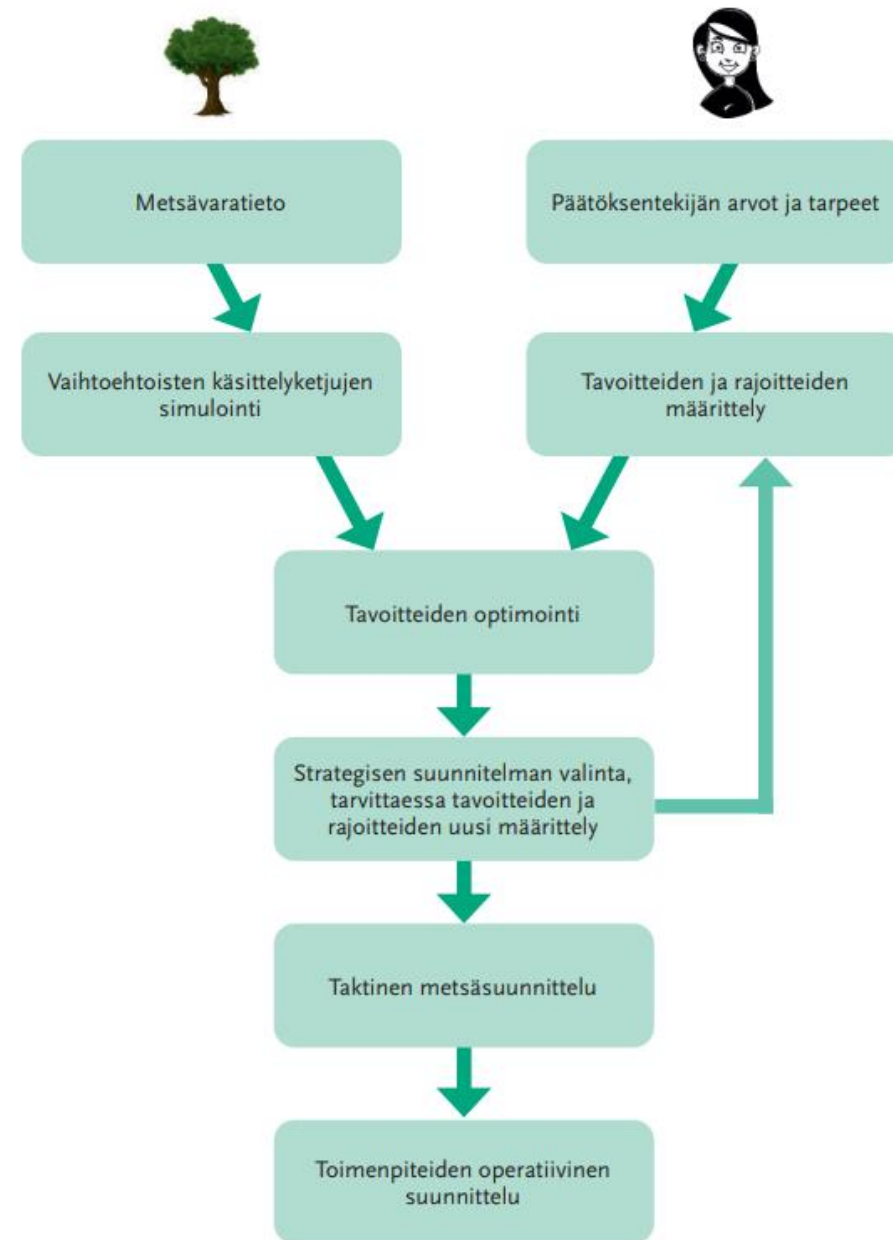 Metsävaratieto
Päätöksentekijän arvot ja tarpeet
Vaihtoehtoisten käsittelyketjujen
simulointi
Tavoitteiden ja rajoitteiden
määrittely
Tavoitteiden optimointi
Strategisen suunnitelman valinta,
tarvittaessa tavoitteiden ja
rajoitteiden uusi määrittely
Taktinen metsäsuunnittelu
Toimenpiteiden operatiivinen
suunnittelu